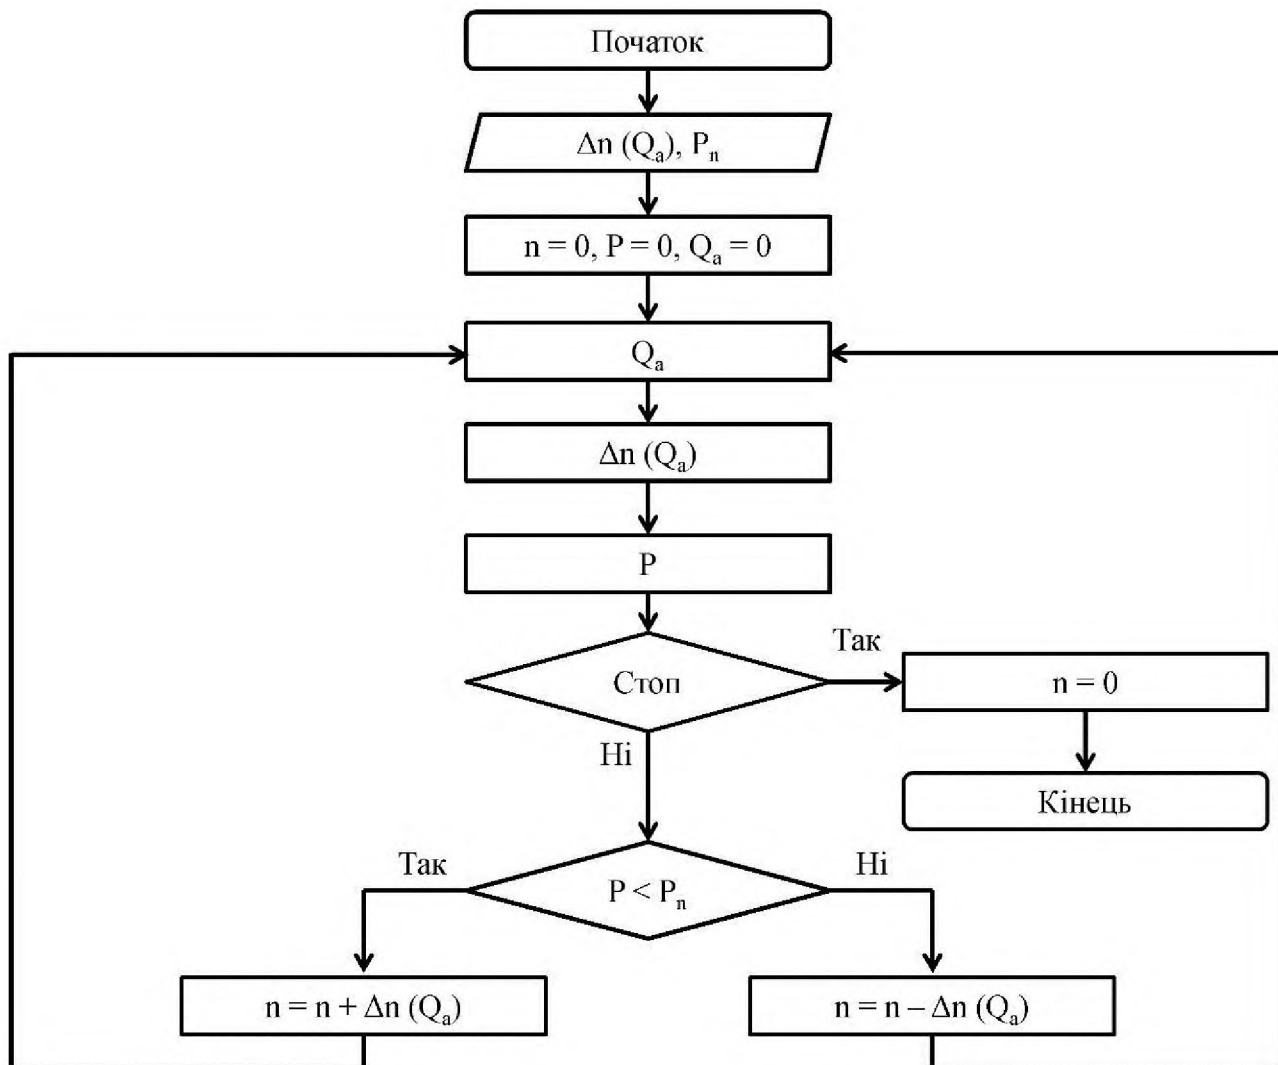 Початок
Δn (Qₐ), Pₙ
n = 0, P = 0, Qₐ = 0
Qₐ
Δn (Qₐ)
P
Так
Стоп
n = 0
Ні
Кінець
Так
Ні
P < Pₙ
n = n + Δn (Qₐ)
n = n – Δn (Qₐ)